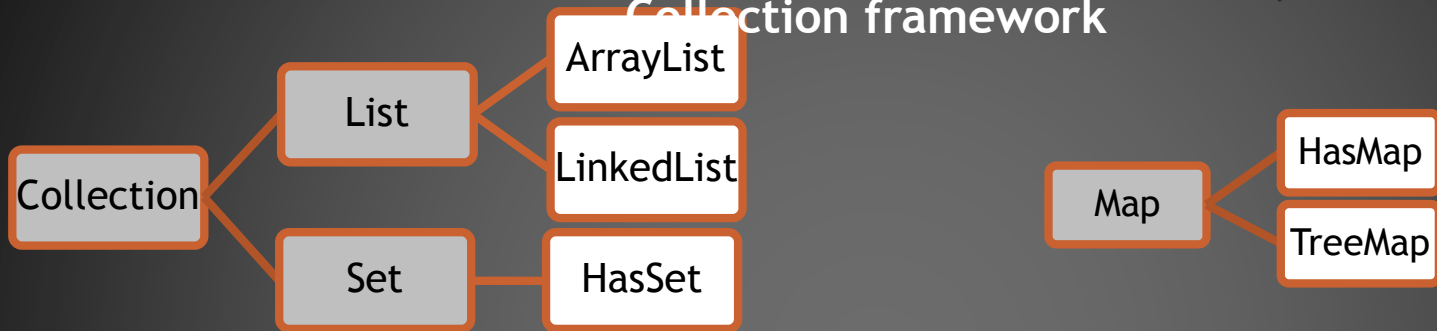 Collection framework
ArrayList
List
LinkedList
Collection
Set
HasSet
HasMap
Map
TreeMap